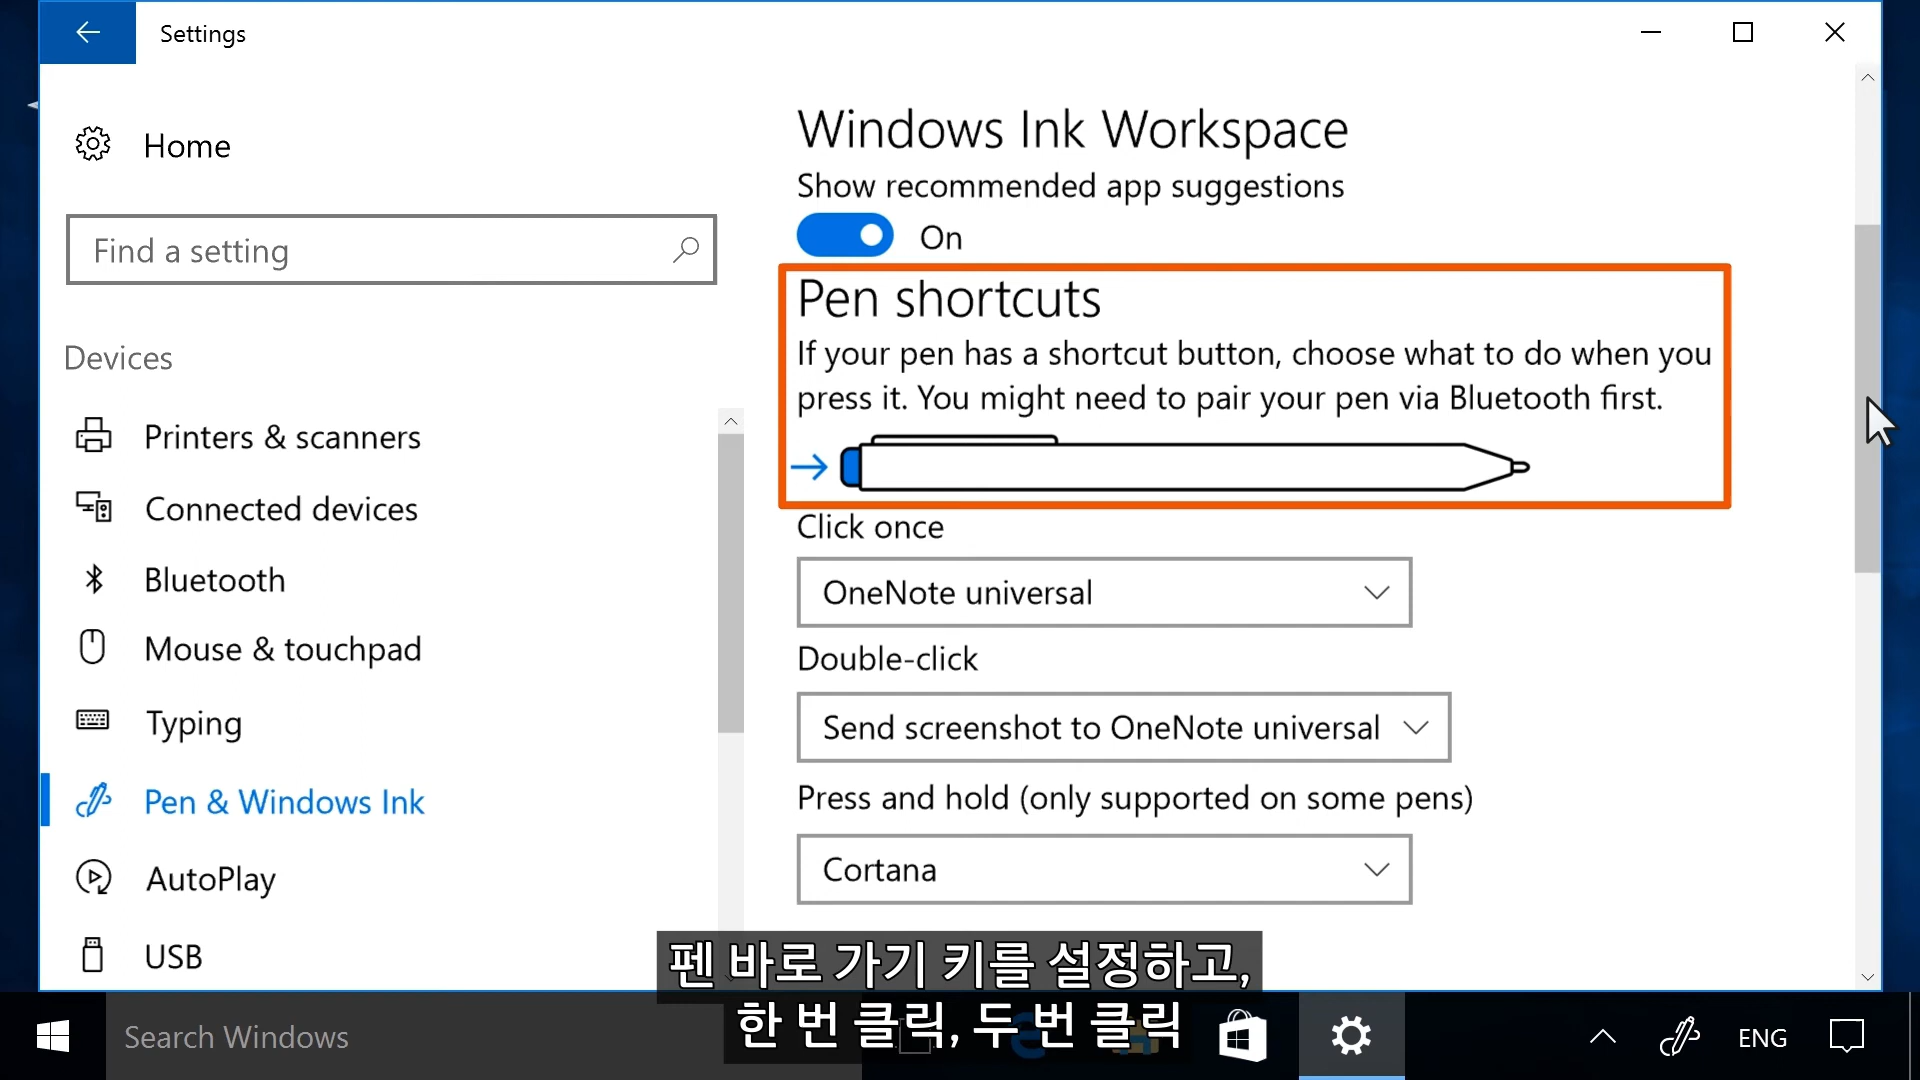 Settings
Home
Find a setting
Devices
Printers & scanners
Connected devices
Bluetooth
Mouse & touchpad
Typing
Pen & Windows Ink
AutoPlay
USB
Windows Ink Workspace
Show recommended app suggestions
On
Pen shortcuts
If your pen has a shortcut button, choose what to do when you
press it. You might need to pair your pen via Bluetooth first.
Click once
OneNote universal
Double-click
Send screenshot to OneNote universal
Press and hold (only supported on some pens)
Cortana
펜 바로 가기 키를 설정하고,
한 번 클릭, 두 번 클릭
Search Windows
ENG